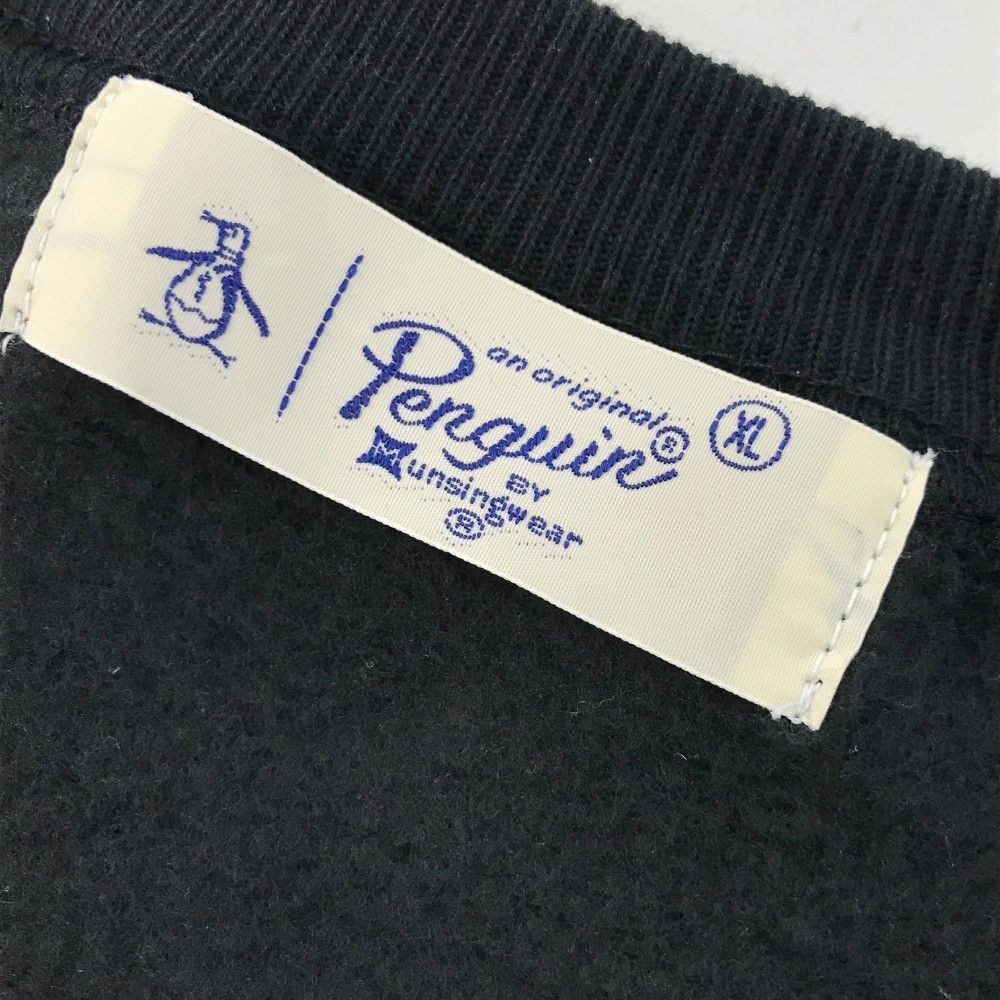 an original
Penguin®
BY
Munsingwear
®
XL